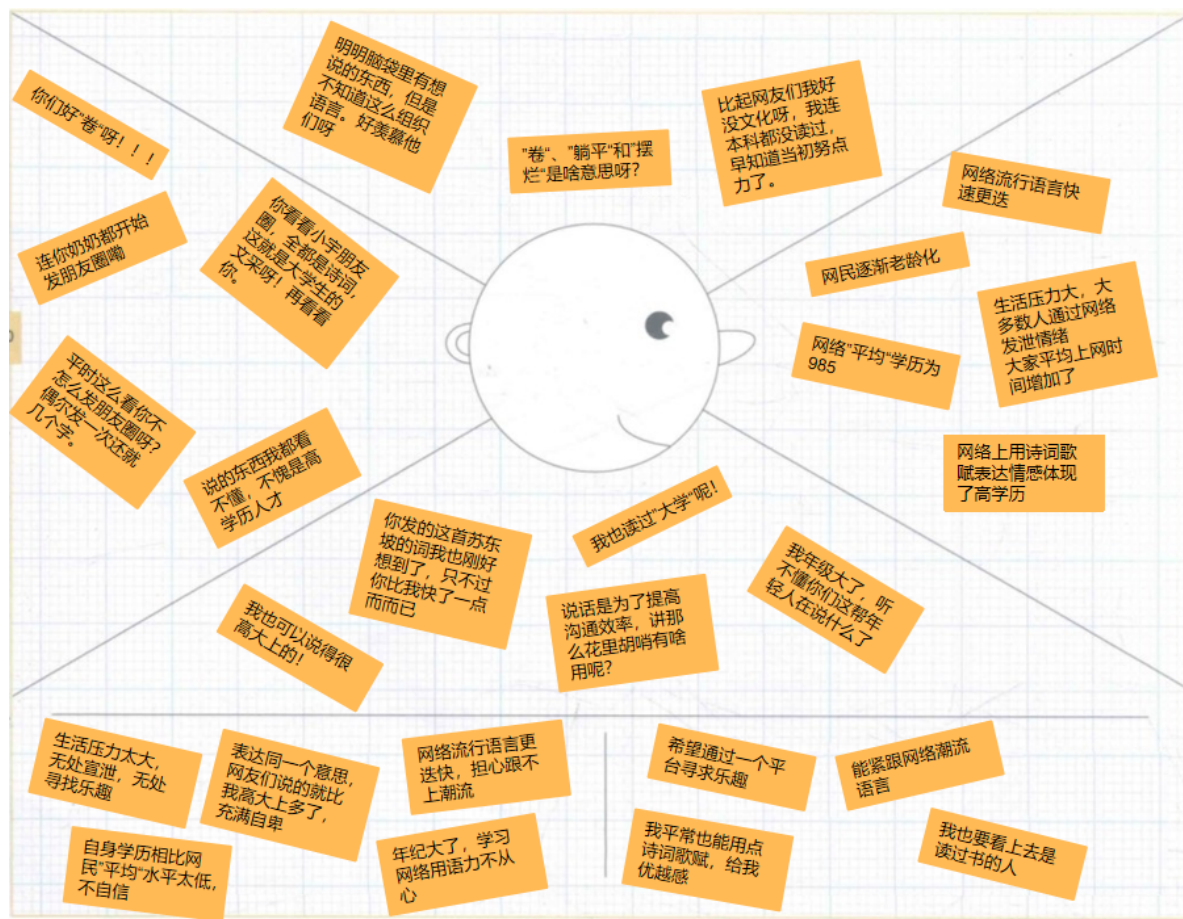 明明脑袋里有想
说的东西，但是
不知道这么组织
语言。好羡慕他
们呀
"卷"、"躺平"和"摆
烂"是啥意思呀？
比起网友们我好
没文化呀，我连
本科都没读过，
早知道当初努点
力了。
你们好"卷"呀！！！
连你奶奶都开始
发朋友圈嘞
你看看小宇朋友
圈，全都是诗词，
这就是大学生的
文采呀！再看看
你。
平时这么看你不
怎么发朋友圈呀？
偶尔发一次还就
几个字。
说的东西我都看
不懂，不愧是高
学历人才
网络流行语言快
速更迭
网民逐渐老龄化
生活压力大，大
多数人通过网络
发泄情绪
大家平均上网时
间增加了
网络"平均"学历为
985
网络上用诗词歌
赋表达情感体现
了高学历
我也可以说得很
高大上的！
你发的这首苏东
坡的词我也刚好
想到了，只不过
你比我快了一点
而而已
我也读过"大学"呢！
说话是为了提高
沟通效率，讲那
么花里胡哨有啥
用呢？
我年级大了，听
不懂你们这帮年
轻人在说什么了
生活压力太大，
无处宣泄，无处
寻找乐趣
表达同一个意思，
网友们说的就比
我高大上多了，
充满自卑
网络流行语言更
迭快，担心跟不
上潮流
自身学历相比网
民"平均"水平太低，
不自信
年纪大了，学习
网络用语力不从
心
希望通过一个平
台寻求乐趣
能紧跟网络潮流
语言
我平常也能用点
诗词歌赋，给我
优越感
我也要看上去是
读过书的人